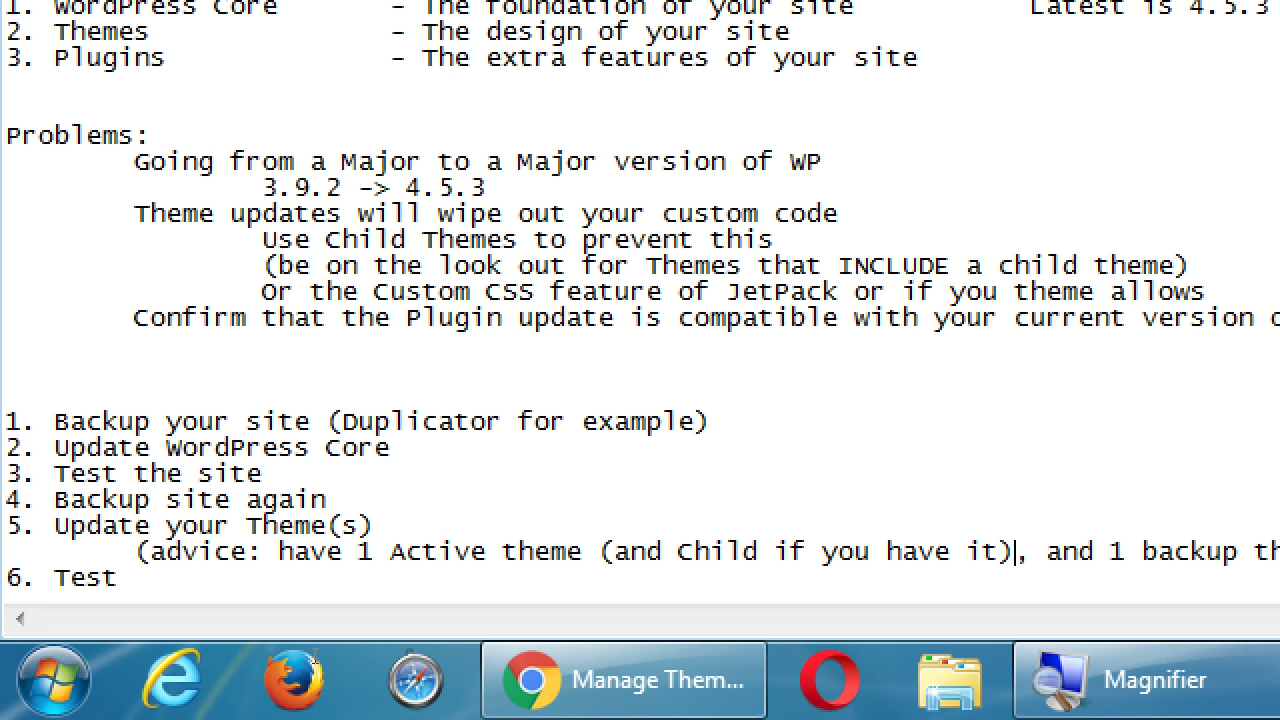 1. WordPress Core - The foundation of your site Latest is 4.5.3
2. Themes - The design of your site
3. Plugins - The extra features of your site
Problems:
Going from a Major to a Major version of WP
3.9.2 -> 4.5.3
Theme updates will wipe out your custom code
Use Child Themes to prevent this
(be on the look out for Themes that INCLUDE a child theme)
Or the Custom CSS feature of JetPack or if you theme allows
Confirm that the Plugin update is compatible with your current version
1. Backup your site (Duplicator for example)
2. Update WordPress Core
3. Test the site
4. Backup site again
5. Update your Theme(s)
(advice: have 1 Active theme (and Child if you have it), and 1 backup th
6. Test
Manage Them...
Magnifier